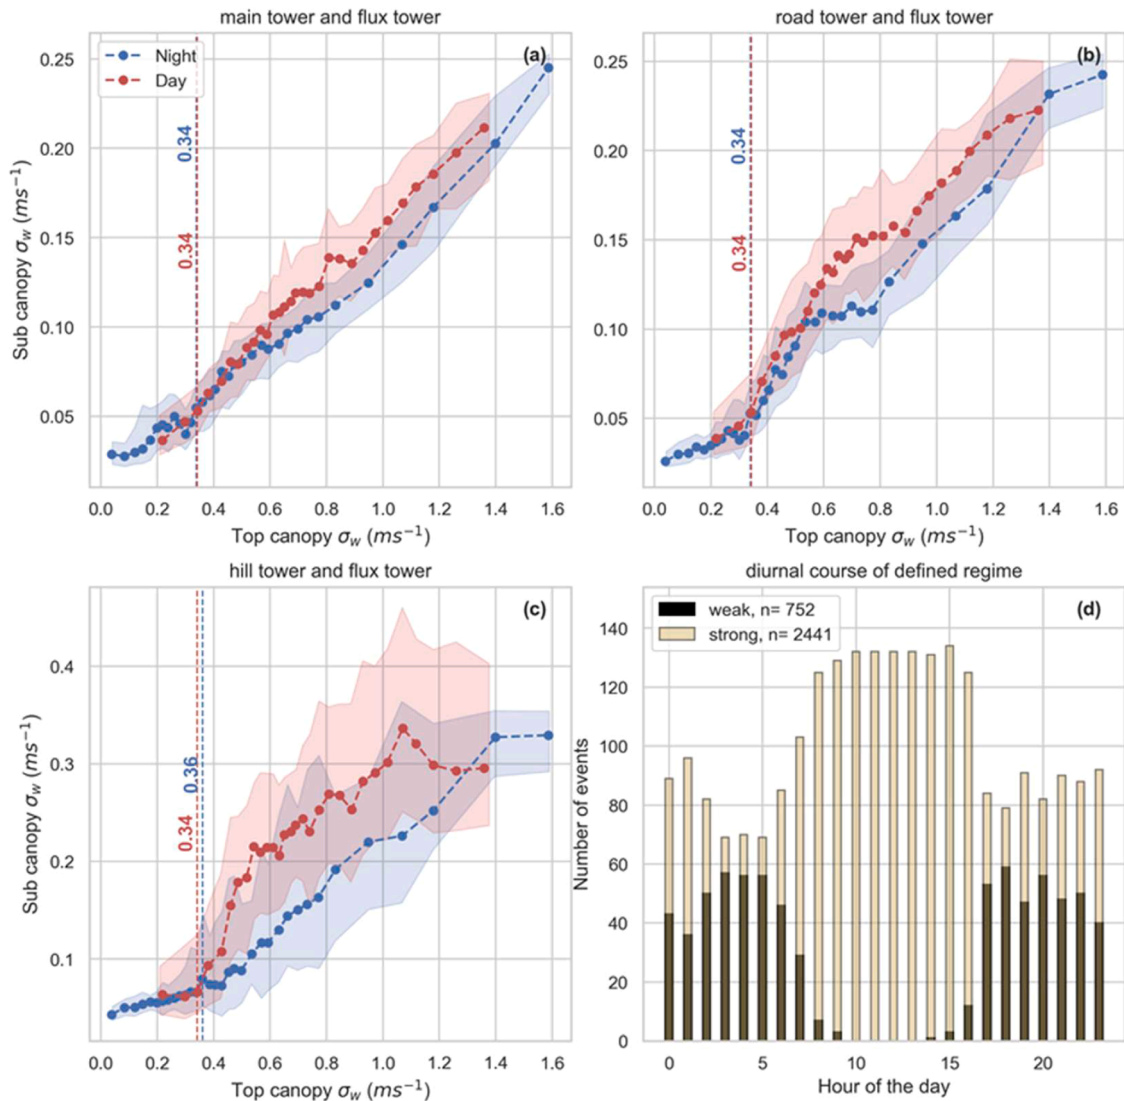 main tower and flux tower
(a)
Night
Day
0.34
0.34
Sub canopy σw (ms−1)
0.25
0.20
0.15
0.10
0.05
0.0 0.2 0.4 0.6 0.8 1.0 1.2 1.4 1.6
Top canopy σw (ms−1)
road tower and flux tower
(b)
0.34
0.34
0.25
0.20
0.15
0.10
0.05
0.0 0.2 0.4 0.6 0.8 1.0 1.2 1.4 1.6
Top canopy σw (ms−1)
hill tower and flux tower
(c)
0.36
0.34
Sub canopy σw (ms−1)
0.4
0.3
0.2
0.1
0.0 0.2 0.4 0.6 0.8 1.0 1.2 1.4 1.6
Top canopy σw (ms−1)
diurnal course of defined regime
(d)
weak, n= 752
strong, n= 2441
Number of events
140
120
100
80
60
40
20
0
0 5 10 15 20
Hour of the day